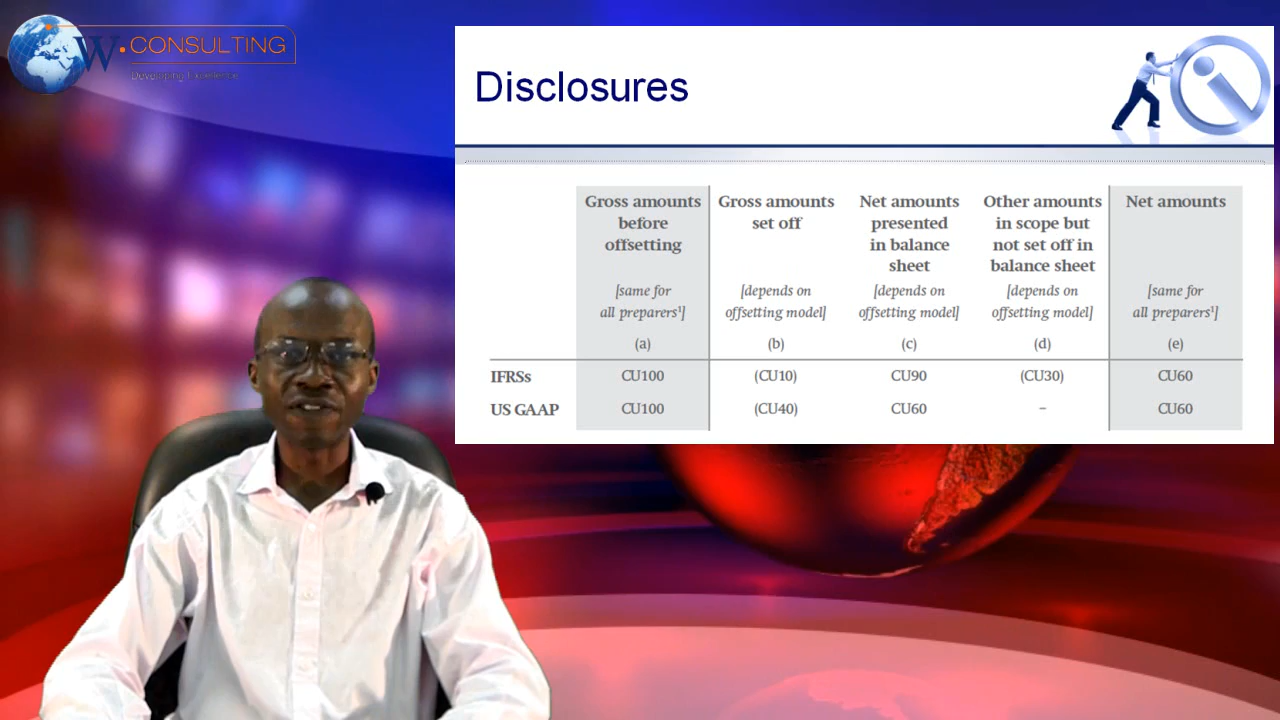 W.CONSULTING
Disclosures
Gross amounts before offsetting
Gross amounts set off
Net amounts presented in balance sheet
Other amounts in scope but not set off in balance sheet
Net amounts
[same for all preparers¹]
[depends on offsetting model]
[depends on offsetting model]
[depends on offsetting model]
[same for all preparers¹]
(a) (b) (c) (d) (e)
IFRSs CU100 (CU10) CU90 (CU30) CU60
US GAAP CU100 (CU40) CU60 – CU60